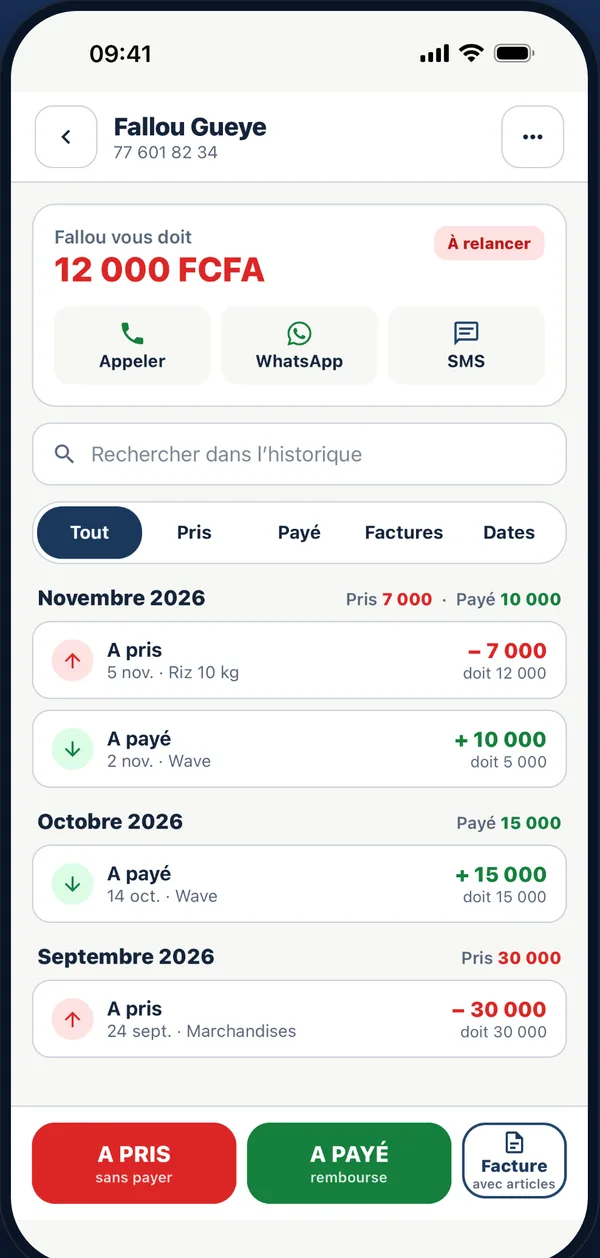 09:41
Fallou Gueye
77 601 82 34
Fallou vous doit
À relancer
12 000 FCFA
Appeler
WhatsApp
SMS
Rechercher dans l’historique
Tout
Pris
Payé
Factures
Dates
Novembre 2026
Pris 7 000 · Payé 10 000
A pris
– 7 000
5 nov. · Riz 10 kg
doit 12 000
A payé
+ 10 000
2 nov. · Wave
doit 5 000
Octobre 2026
Payé 15 000
A payé
+ 15 000
14 oct. · Wave
doit 15 000
Septembre 2026
Pris 30 000
A pris
– 30 000
24 sept. · Marchandises
doit 30 000
A PRIS
sans payer
A PAYÉ
rembourse
Facture
avec articles